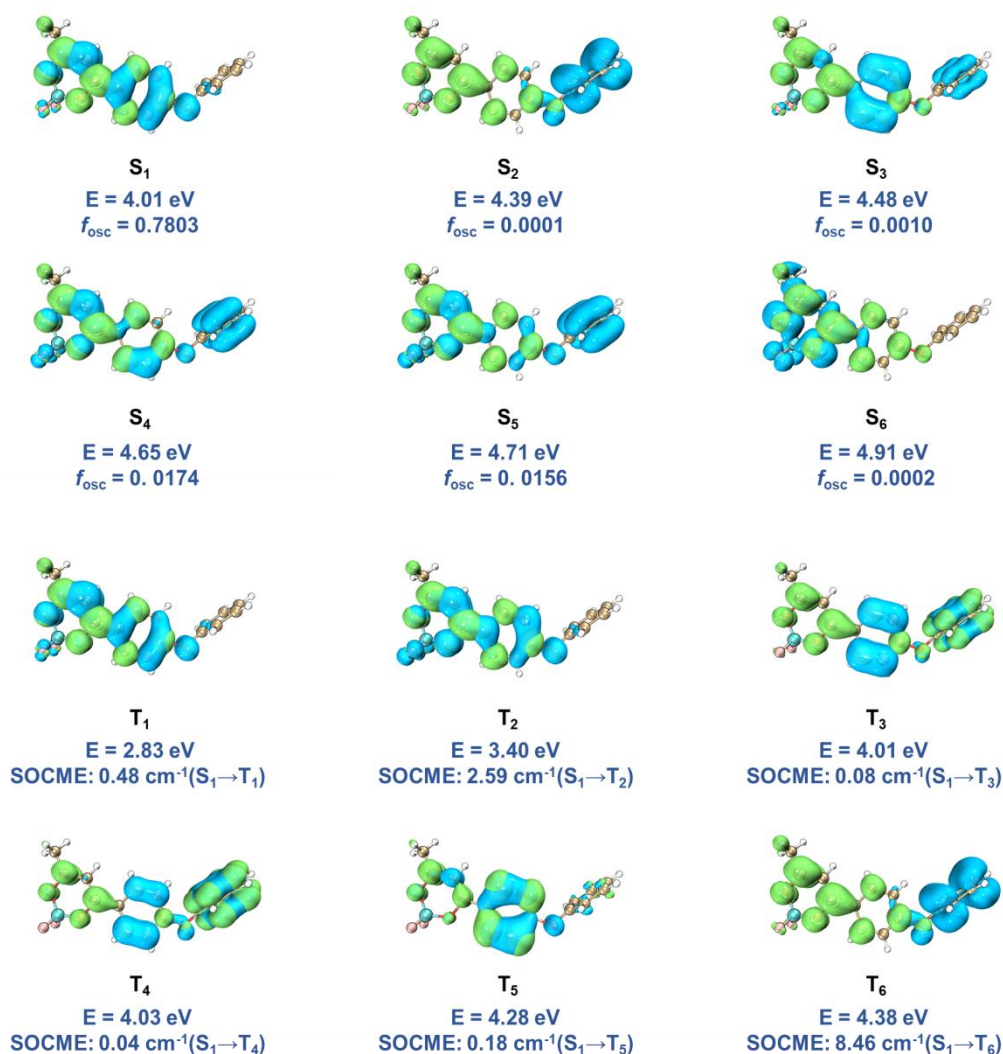 S₁ S₂ S₃
E = 4.01 eV E = 4.39 eV E = 4.48 eV
fosc = 0.7803 fosc = 0.0001 fosc = 0.0010
S₄ S₅ S₆
E = 4.65 eV E = 4.71 eV E = 4.91 eV
fosc = 0. 0174 fosc = 0. 0156 fosc = 0.0002
T₁ T₂ T₃
E = 2.83 eV E = 3.40 eV E = 4.01 eV
SOCME: 0.48 cm⁻¹(S₁→T₁) SOCME: 2.59 cm⁻¹(S₁→T₂) SOCME: 0.08 cm⁻¹(S₁→T₃)
T₄ T₅ T₆
E = 4.03 eV E = 4.28 eV E = 4.38 eV
SOCME: 0.04 cm⁻¹(S₁→T₄) SOCME: 0.18 cm⁻¹(S₁→T₅) SOCME: 8.46 cm⁻¹(S₁→T₆)